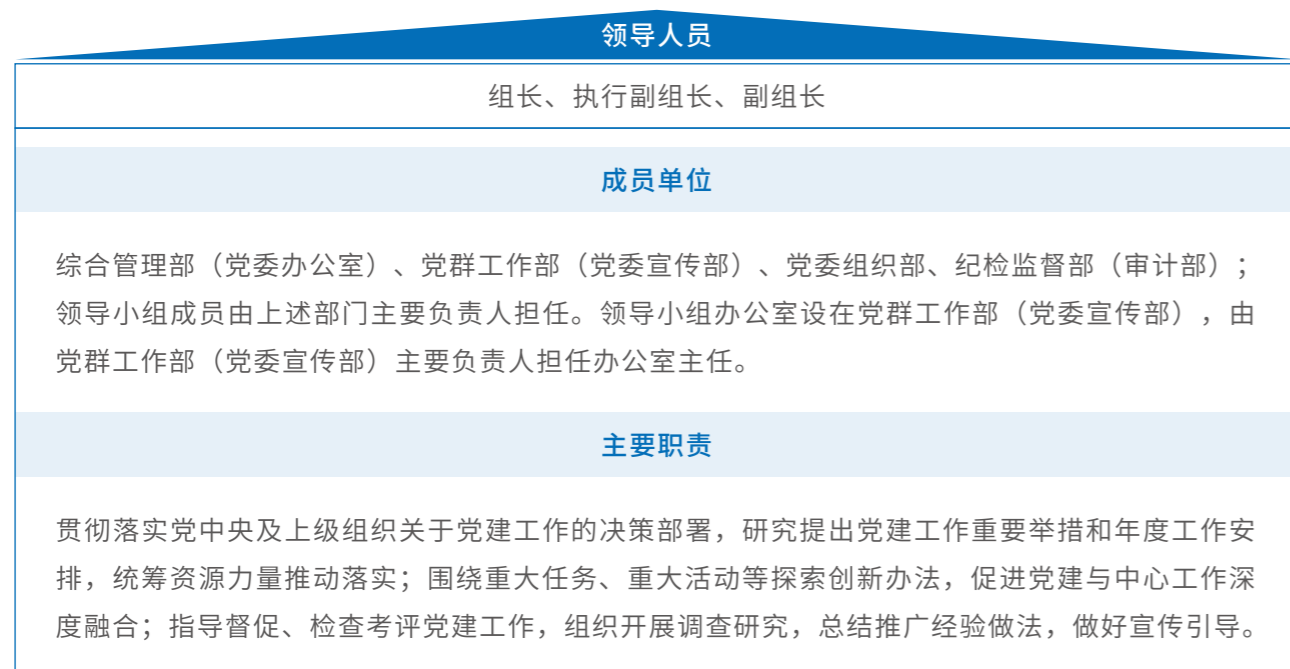 领导人员
组长、执行副组长、副组长
成员单位
综合管理部（党委办公室）、党群工作部（党委宣传部）、党委组织部、纪检监督部（审计部）；
领导小组成员由上述部门主要负责人担任。领导小组办公室设在党群工作部（党委宣传部），由
党群工作部（党委宣传部）主要负责人担任办公室主任。
主要职责
贯彻落实党中央及上级组织关于党建工作的决策部署，研究提出党建工作重要举措和年度工作安
排，统筹资源力量推动落实；围绕重大任务、重大活动等探索创新办法，促进党建与中心工作深
度融合；指导督促、检查考评党建工作，组织开展调查研究，总结推广经验做法，做好宣传引导。